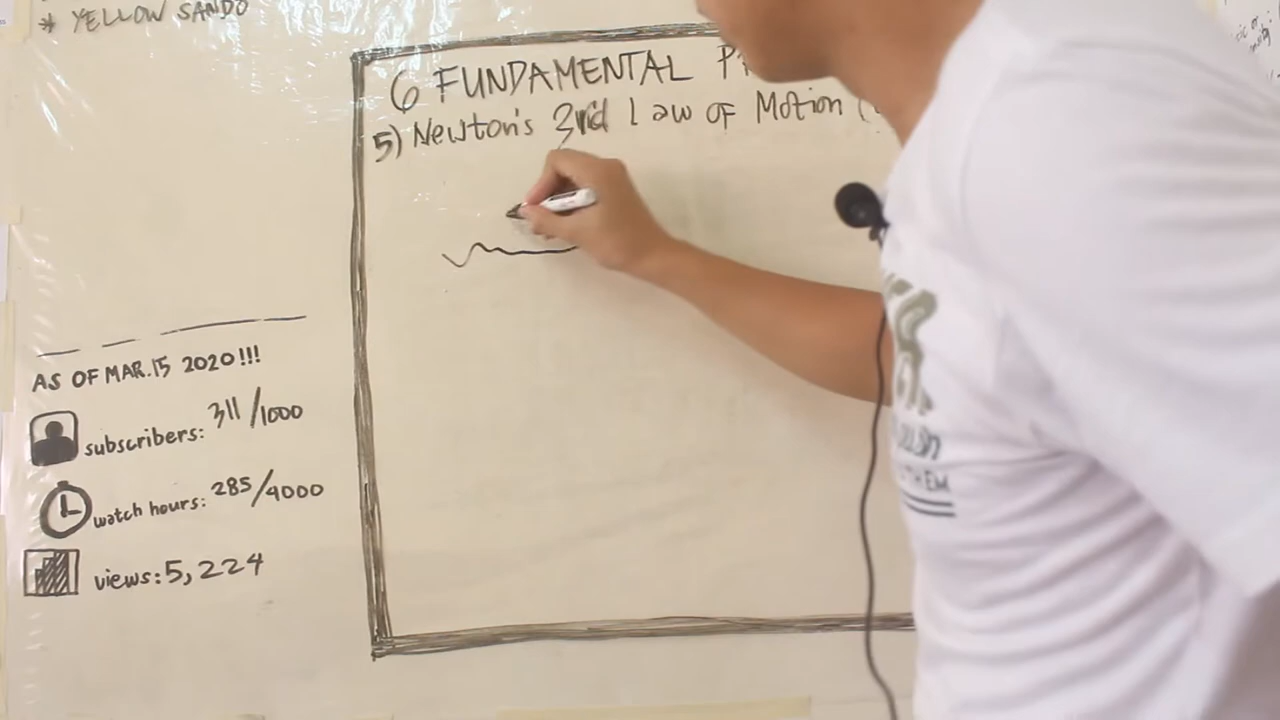 * YELLOW SANDO
6 FUNDAMENTAL
5) Newton's 3rd Law of Motion (
AS OF MAR.15 2020!!!
subscribers: 311/1000
watch hours: 285/4000
views: 5,224
THEM